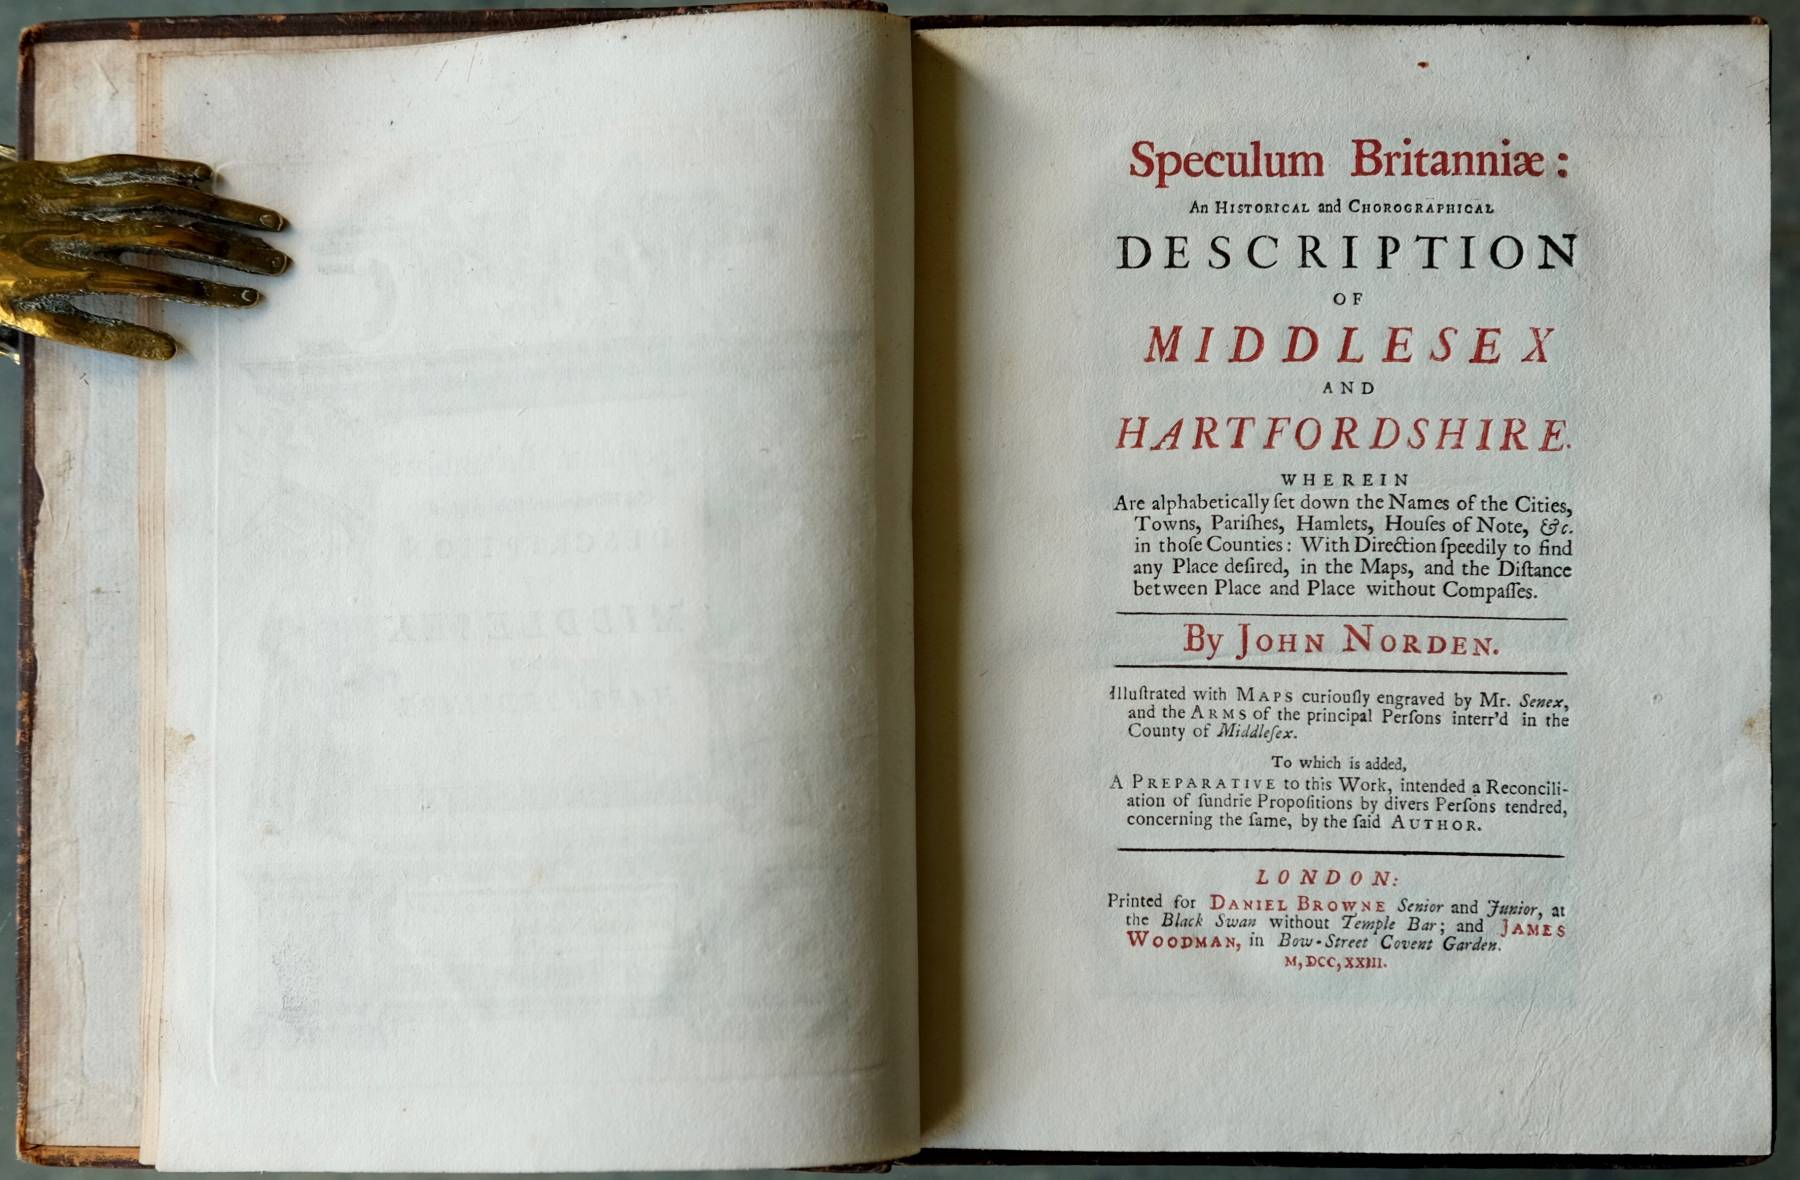 Speculum Britanniæ:
An HISTORICAL and CHOROGRAPHICAL
DESCRIPTION
OF
MIDDLESEX
AND
HARTFORDSHIRE.
WHEREIN
Are alphabetically ſet down the Names of the Cities,
Towns, Pariſhes, Hamlets, Houſes of Note, &c.
in thoſe Counties: With Direction ſpeedily to find
any Place deſired, in the Maps, and the Diſtance
between Place and Place without Compaſſes.
By JOHN NORDEN.
Illuſtrated with MAPS curiouſly engraved by Mr. Senex,
and the ARMS of the principal Perſons interr'd in the
County of Middleſex.
To which is added,
A PREPARATIVE to this Work, intended a Reconcili-
ation of ſundrie Propoſitions by divers Perſons tendred,
concerning the ſame, by the ſaid AUTHOR.
LONDON:
Printed for DANIEL BROWNE Senior and Junior, at
the Black Swan without Temple Bar; and JAMES
WOODMAN, in Bow-Street Covent Garden.
M,DCC,XXIII.